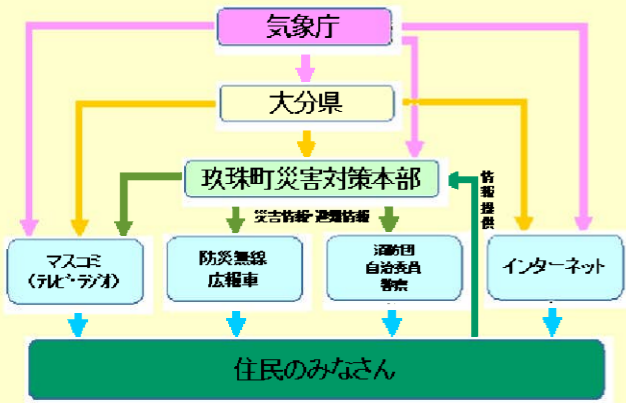 気象庁
大分県
玖珠町災害対策本部
情報提供
災害情報・避難情報
マスコミ
(テレビ・ラジオ)
防災無線
広報車
消防団
自治委員
警察
インターネット
住民のみなさん